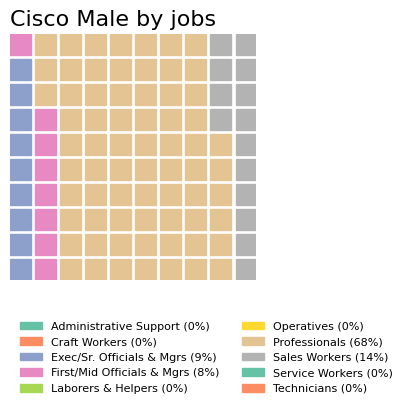 Cisco Male by jobs
Administrative Support (0%)
Craft Workers (0%)
Exec/Sr. Officials & Mgrs (9%)
First/Mid Officials & Mgrs (8%)
Laborers & Helpers (0%)
Operatives (0%)
Professionals (68%)
Sales Workers (14%)
Service Workers (0%)
Technicians (0%)